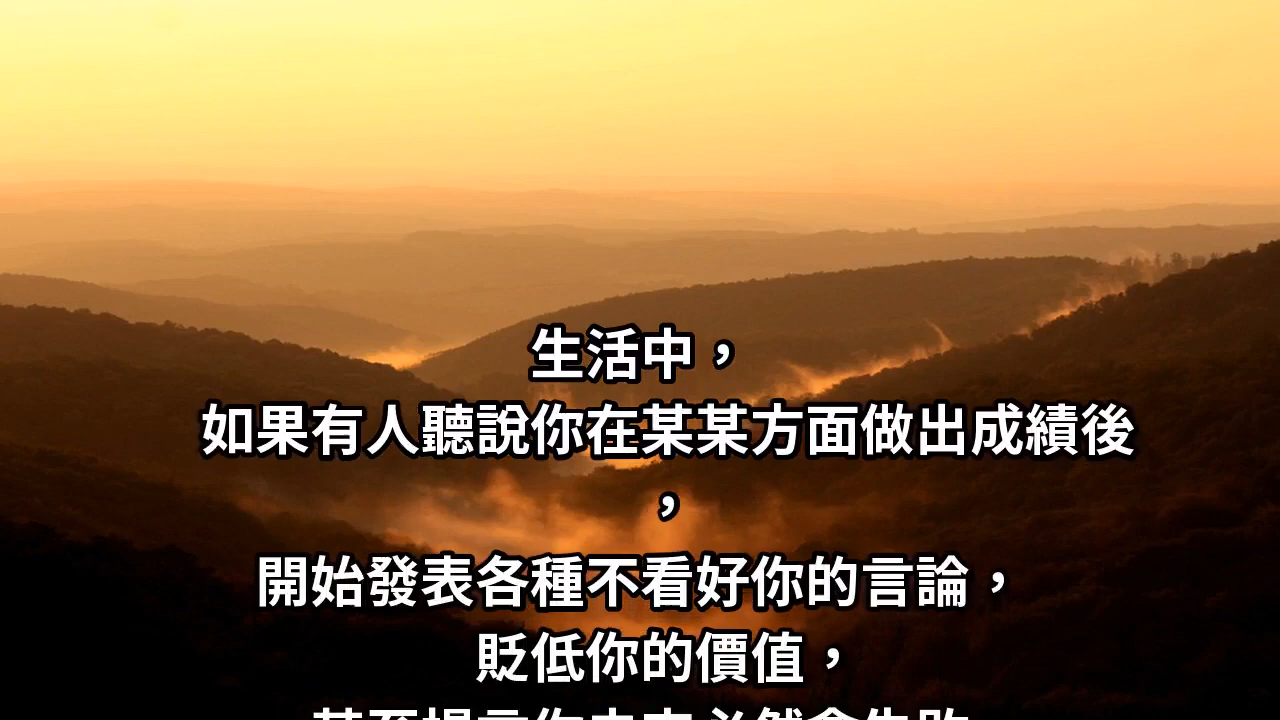 生活中，
如果有人聽說你在某某方面做出成績後
，
開始發表各種不看好你的言論，
貶低你的價值，